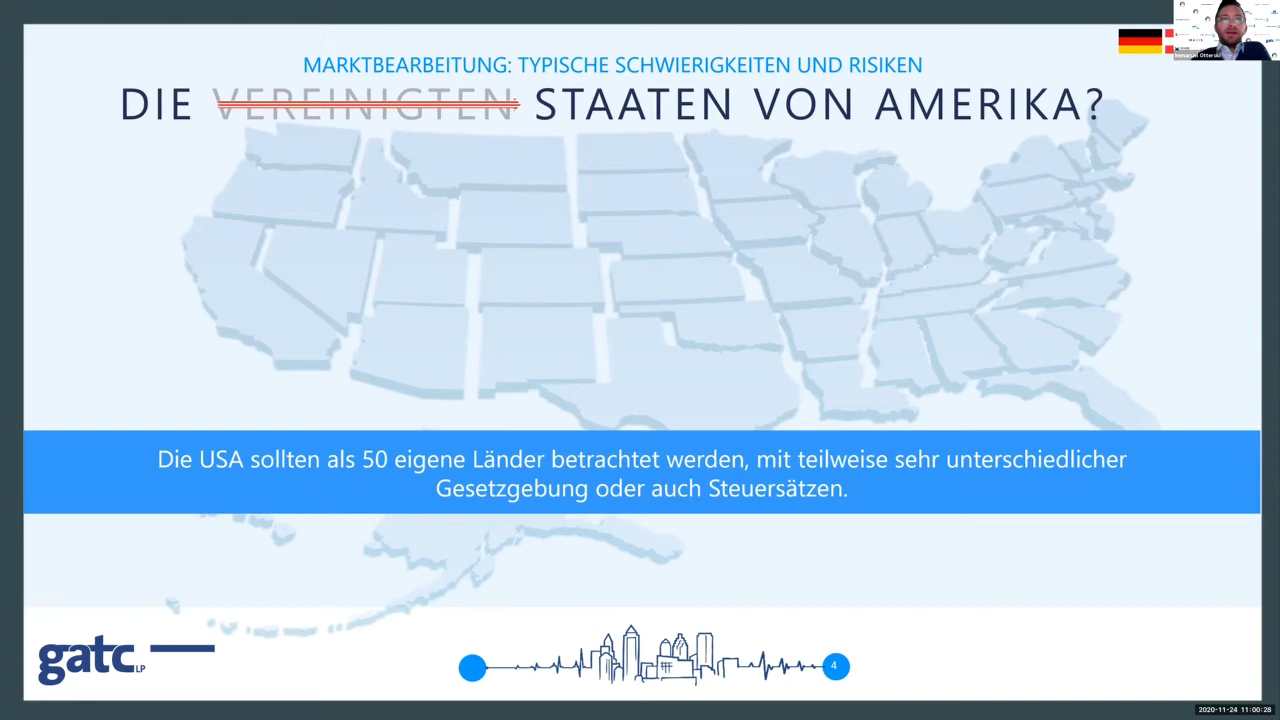 MARKTBEARBEITUNG: TYPISCHE SCHWIERIGKEITEN UND RISIKEN
DIE VEREINIGTEN STAATEN VON AMERIKA?
Die USA sollten als 50 eigene Länder betrachtet werden, mit teilweise sehr unterschiedlicher
Gesetzgebung oder auch Steuersätzen.
gatc LP
4
2020-11-24 11:00:28